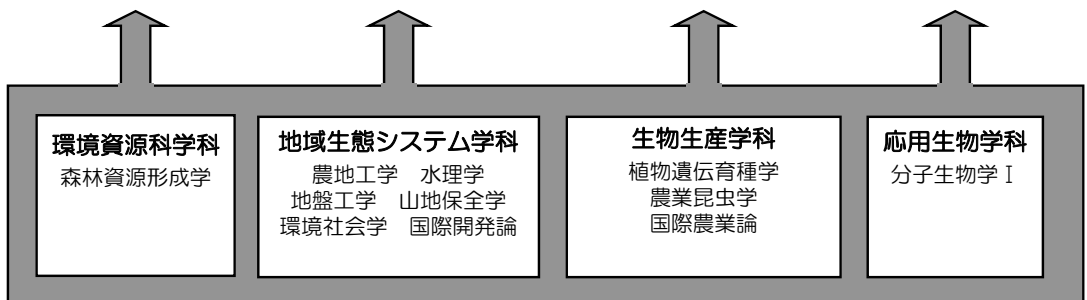 環境資源科学科
森林資源形成学
地域生態システム学科
農地工学　水理学
地盤工学　山地保全学
環境社会学　国際開発論
生物生産学科
植物遺伝育種学
農業昆虫学
国際農業論
応用生物学科
分子生物学Ⅰ